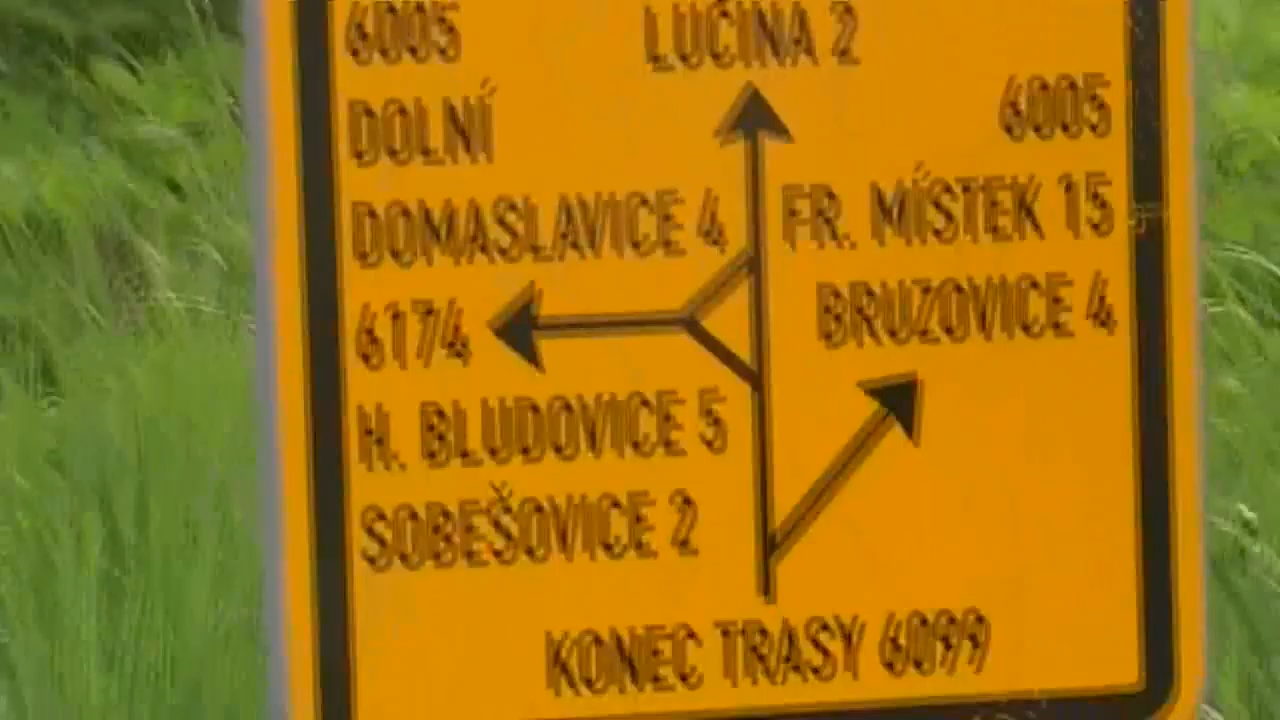 6005
LUČINA 2
DOLNÍ
DOMASLAVICE 4
6005
FR. MÍSTEK 15
BRUZOVICE 4
6174
H. BLUDOVICE 5
SOBEŠOVICE 2
KONEC TRASY 6099